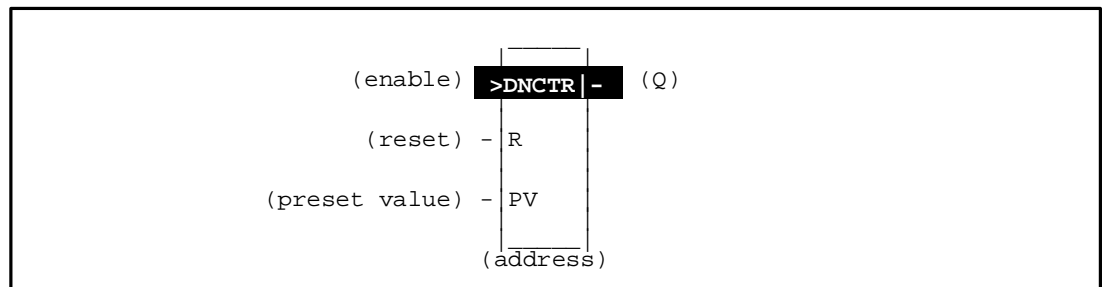 (enable) >DNCTR|- (Q)
(reset) -|R
(preset value) -|PV
(address)